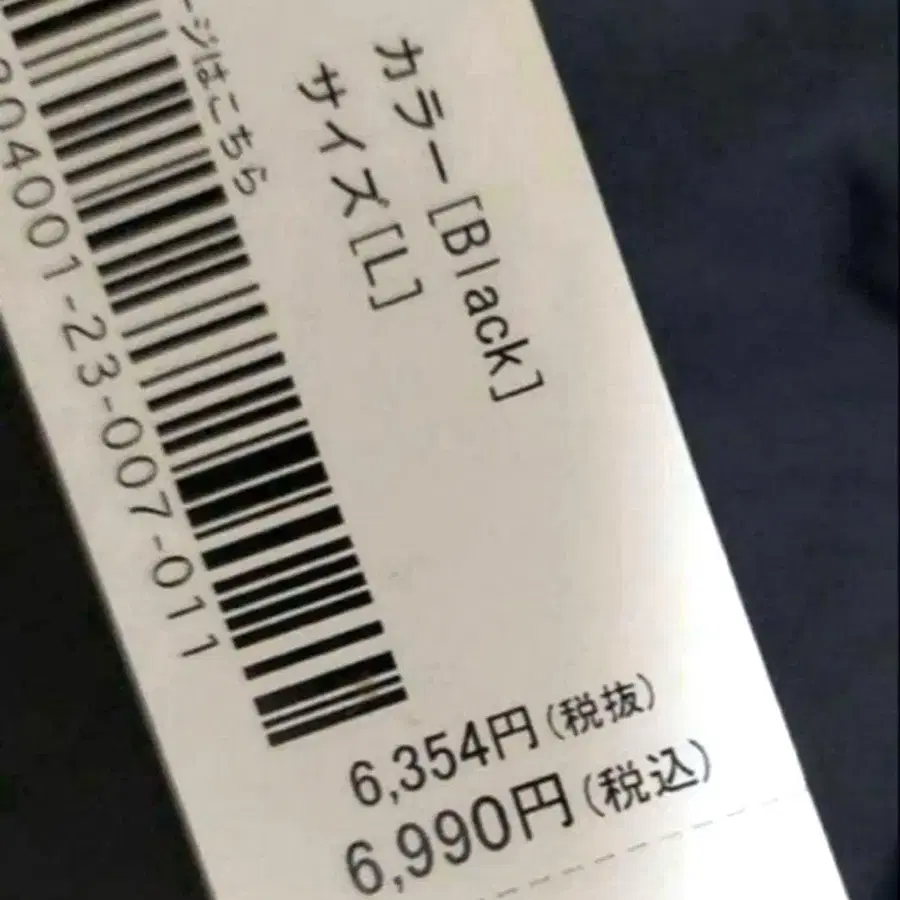 カラー[Black]
サイズ[L]
ージはこちら
04001-23-007-011
6,354円(税抜)
6,990円(税込)